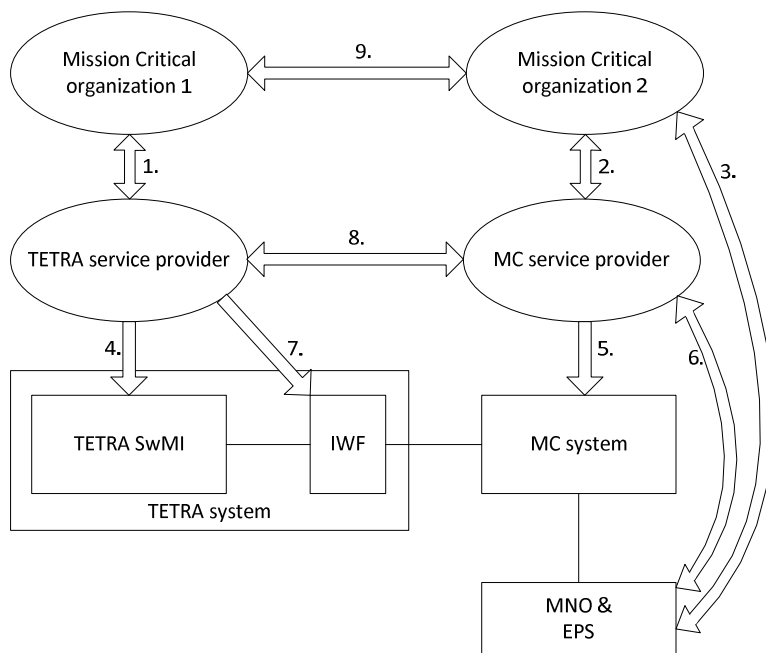 Mission Critical
organization 1
9.
Mission Critical
organization 2
1.
2.
3.
TETRA service provider
8.
MC service provider
4.
7.
5.
6.
TETRA SwMI
IWF
MC system
TETRA system
MNO &
EPS